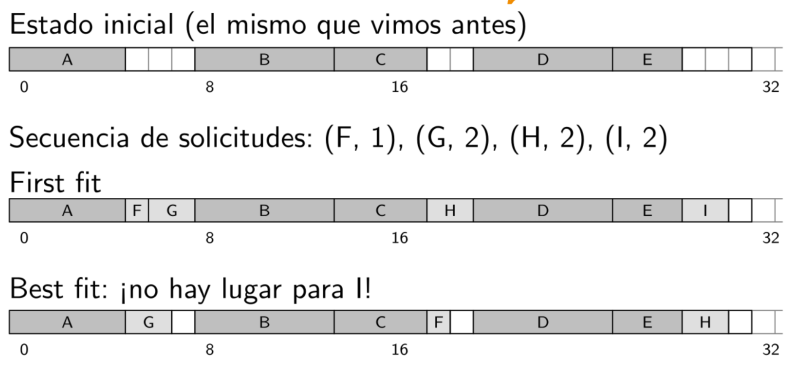 Estado inicial (el mismo que vimos antes)
A B C D E
0 8 16 32
Secuencia de solicitudes: (F, 1), (G, 2), (H, 2), (I, 2)
First fit
A F G B C H D E I
0 8 16 32
Best fit: ¡no hay lugar para I!
A G B C F D E H
0 8 16 32